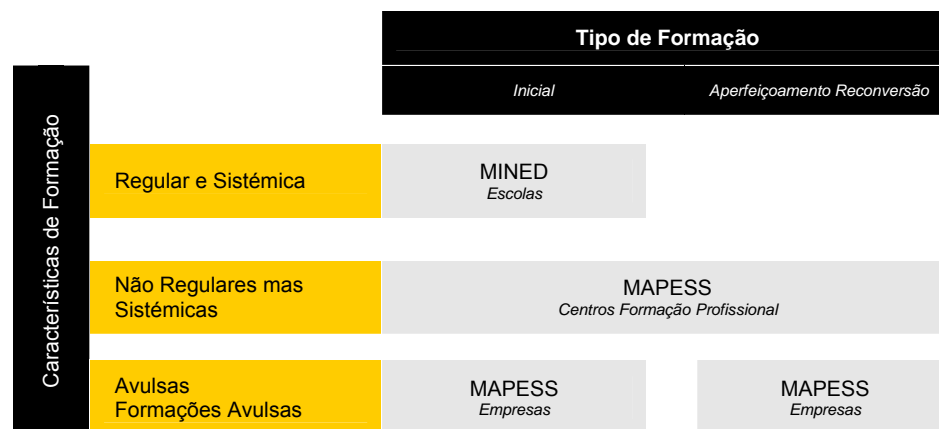 Tipo de Formação
Inicial
Aperfeiçoamento Reconversão
Características de Formação
Regular e Sistémica
MINED
Escolas
Não Regulares mas
Sistémicas
MAPESS
Centros Formação Profissional
Avulsas
Formações Avulsas
MAPESS
Empresas
MAPESS
Empresas